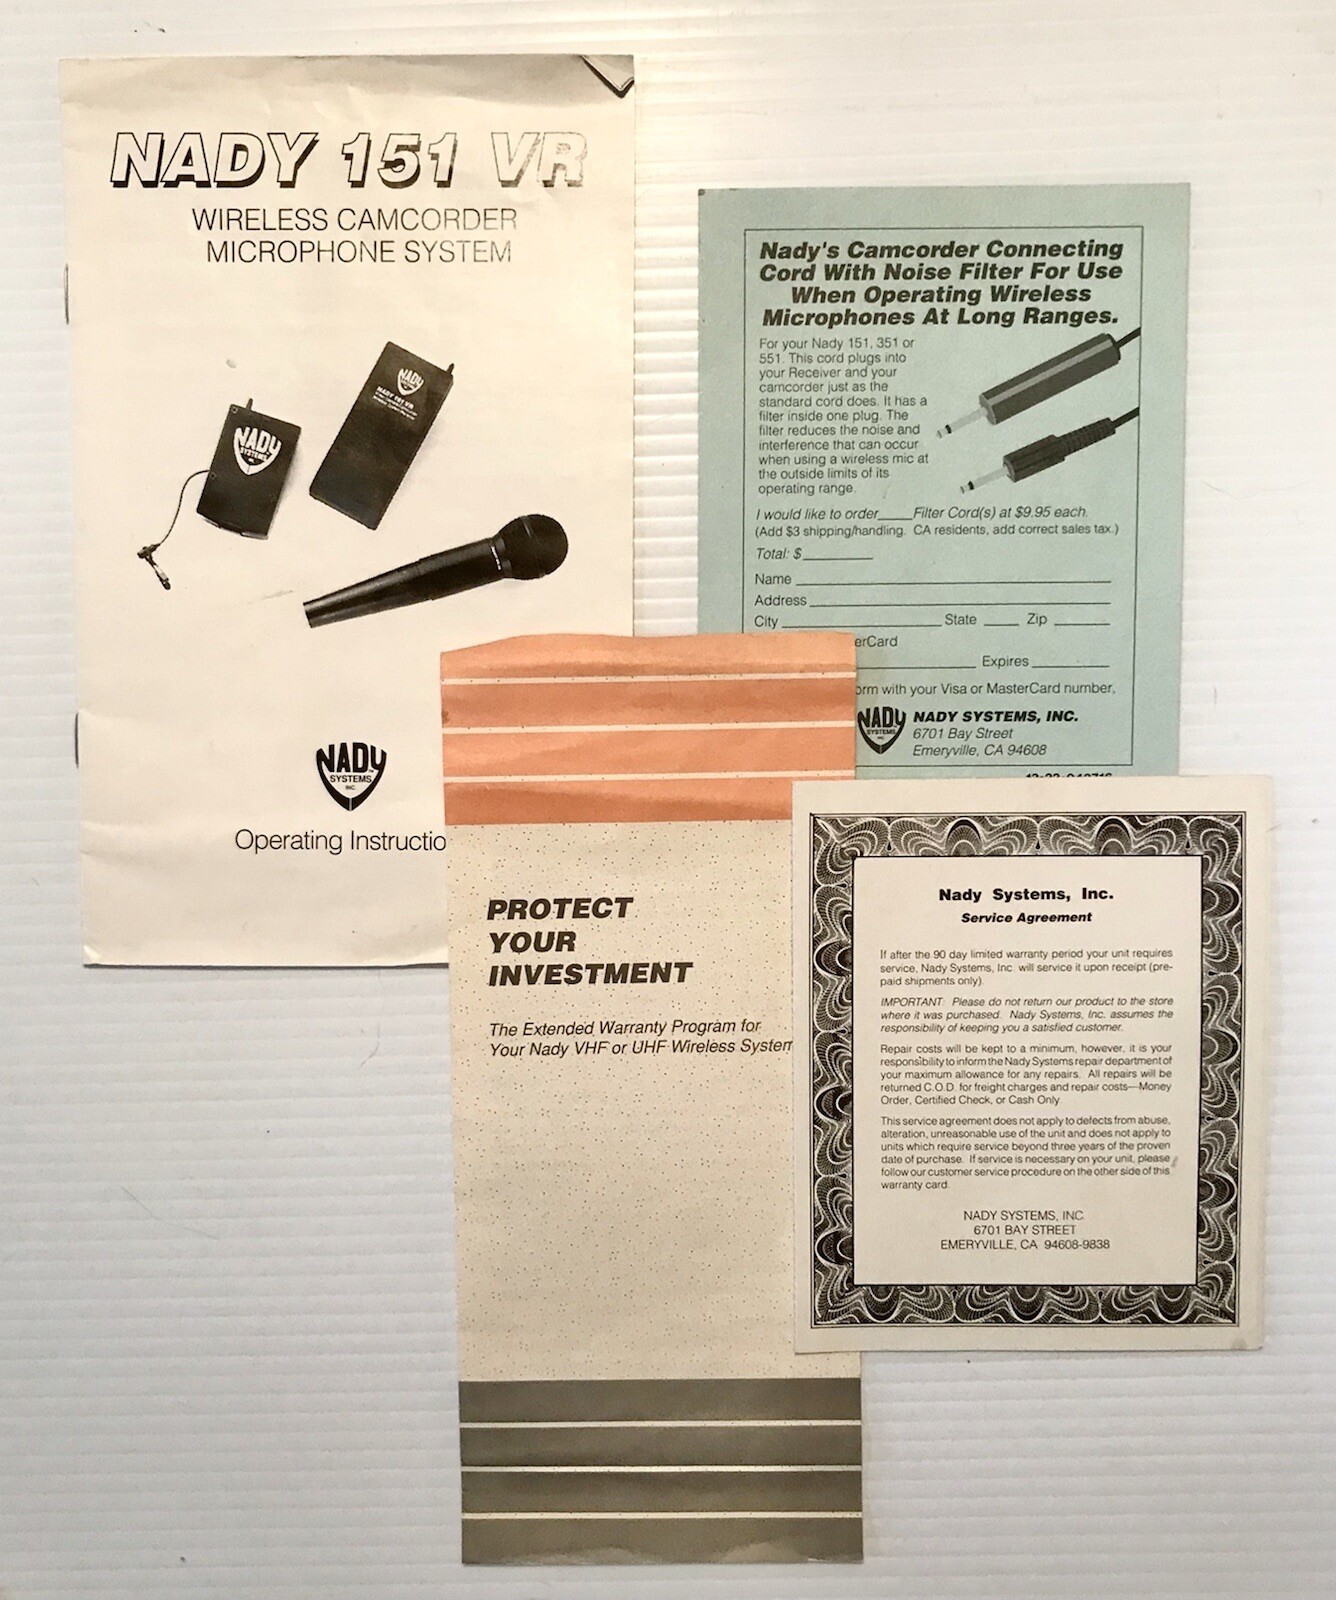 NADY 151 VR
WIRELESS CAMCORDER
MICROPHONE SYSTEM
NADY
SYSTEMS
NADY
NADY 151 VR
NADY
SYSTEMS
INC.
Operating Instructio
Nady's Camcorder Connecting
Cord With Noise Filter For Use
When Operating Wireless
Microphones At Long Ranges.
For your Nady 151, 351 or
551. This cord plugs into
your Receiver and your
camcorder just as the
standard cord does. It has a
filter inside one plug. The
filter reduces the noise and
interference that can occur
when using a wireless mic at
the outside limits of its
operating range.
I would like to order____Filter Cord(s) at $9.95 each.
(Add $3 shipping/handling. CA residents, add correct sales tax.)
Total: $
Name
Address
City State Zip
erCard
Expires
orm with your Visa or MasterCard number,
NADY
SYSTEMS
INC.
NADY SYSTEMS, INC.
6701 Bay Street
Emeryville, CA 94608
PROTECT
YOUR
INVESTMENT
The Extended Warranty Program for
Your Nady VHF or UHF Wireless System
Nady Systems, Inc.
Service Agreement
If after the 90 day limited warranty period your unit requires
service, Nady Systems, Inc. will service it upon receipt (pre-
paid shipments only).
IMPORTANT: Please do not return our product to the store
where it was purchased. Nady Systems, Inc. assumes the
responsibility of keeping you a satisfied customer.
Repair costs will be kept to a minimum, however, it is your
responsibility to inform the Nady Systems repair department of
your maximum allowance for any repairs. All repairs will be
returned C.O.D. for freight charges and repair costs—Money
Order, Certified Check, or Cash Only.
This service agreement does not apply to defects from abuse,
alteration, unreasonable use of the unit and does not apply to
units which require service beyond three years of the proven
date of purchase. If service is necessary on your unit, please
follow our customer service procedure on the other side of this
warranty card.
NADY SYSTEMS, INC.
6701 BAY STREET
EMERYVILLE, CA 94608-9838